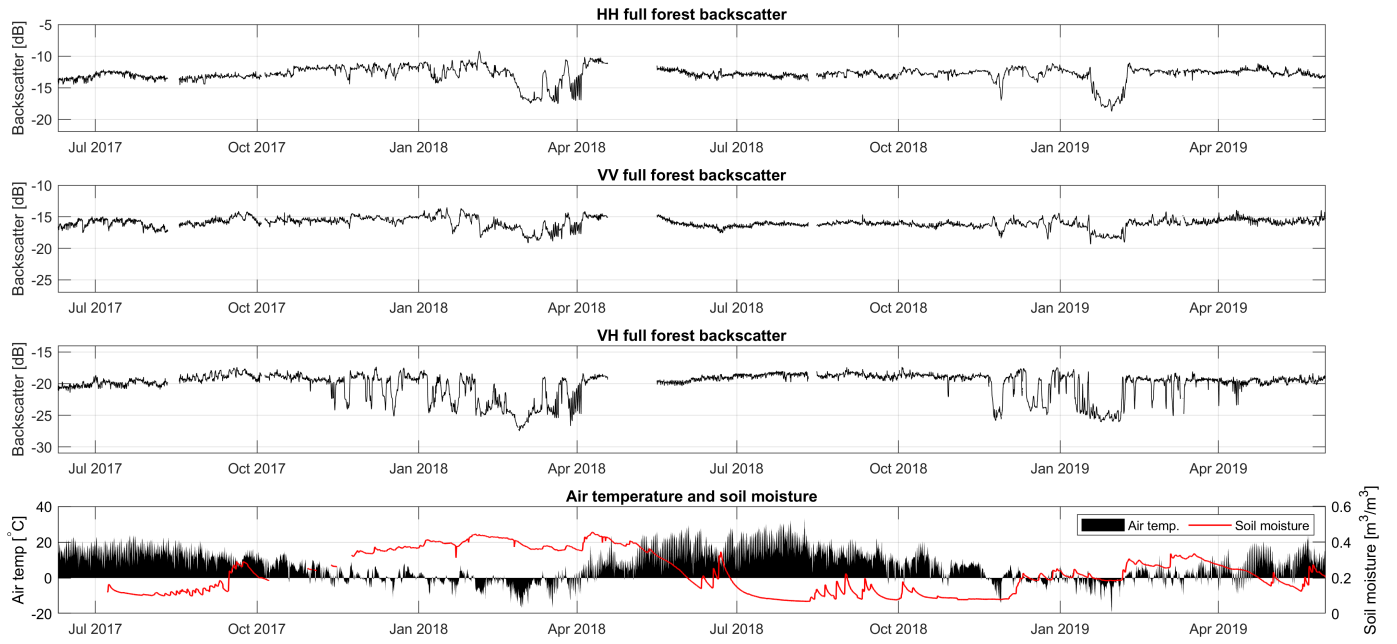 HH full forest backscatter
Backscatter [dB]
-5
-10
-15
-20
Jul 2017 Oct 2017 Jan 2018 Apr 2018 Jul 2018 Oct 2018 Jan 2019 Apr 2019
VV full forest backscatter
Backscatter [dB]
-10
-15
-20
-25
Jul 2017 Oct 2017 Jan 2018 Apr 2018 Jul 2018 Oct 2018 Jan 2019 Apr 2019
VH full forest backscatter
Backscatter [dB]
-15
-20
-25
-30
Jul 2017 Oct 2017 Jan 2018 Apr 2018 Jul 2018 Oct 2018 Jan 2019 Apr 2019
Air temperature and soil moisture
Air temp [°C]
40
20
0
-20
Air temp. Soil moisture
0.6
0.4
0.2
0
Soil moisture [m³/m³]
Jul 2017 Oct 2017 Jan 2018 Apr 2018 Jul 2018 Oct 2018 Jan 2019 Apr 2019